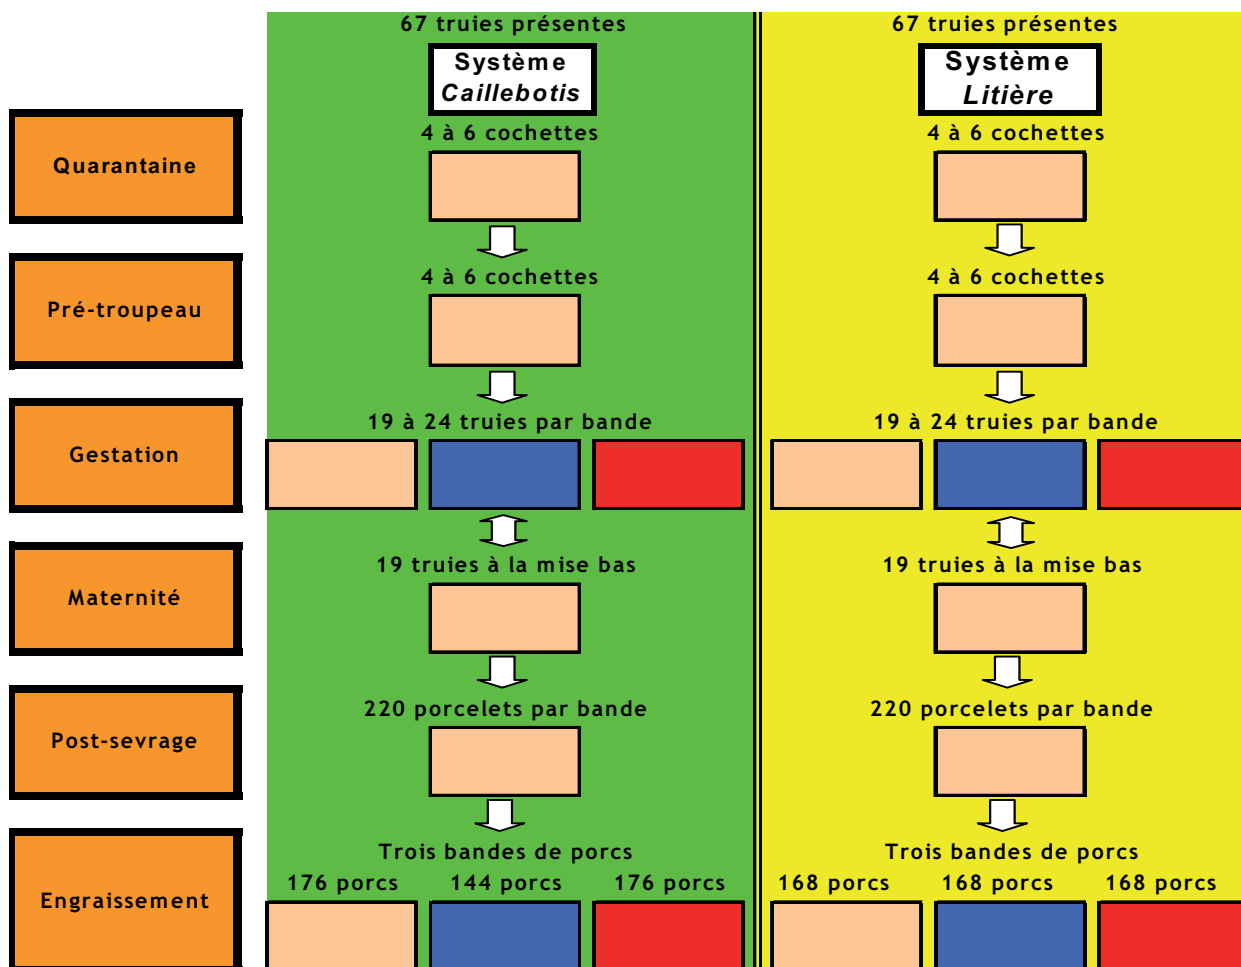 67 truies présentes
67 truies présentes
Système
Caillebotis
Système
Litière
4 à 6 cochettes
4 à 6 cochettes
Quarantaine
4 à 6 cochettes
4 à 6 cochettes
Pré-troupeau
19 à 24 truies par bande
19 à 24 truies par bande
Gestation
19 truies à la mise bas
19 truies à la mise bas
Maternité
220 porcelets par bande
220 porcelets par bande
Post-sevrage
Trois bandes de porcs
Trois bandes de porcs
176 porcs 144 porcs 176 porcs
168 porcs 168 porcs 168 porcs
Engraissement